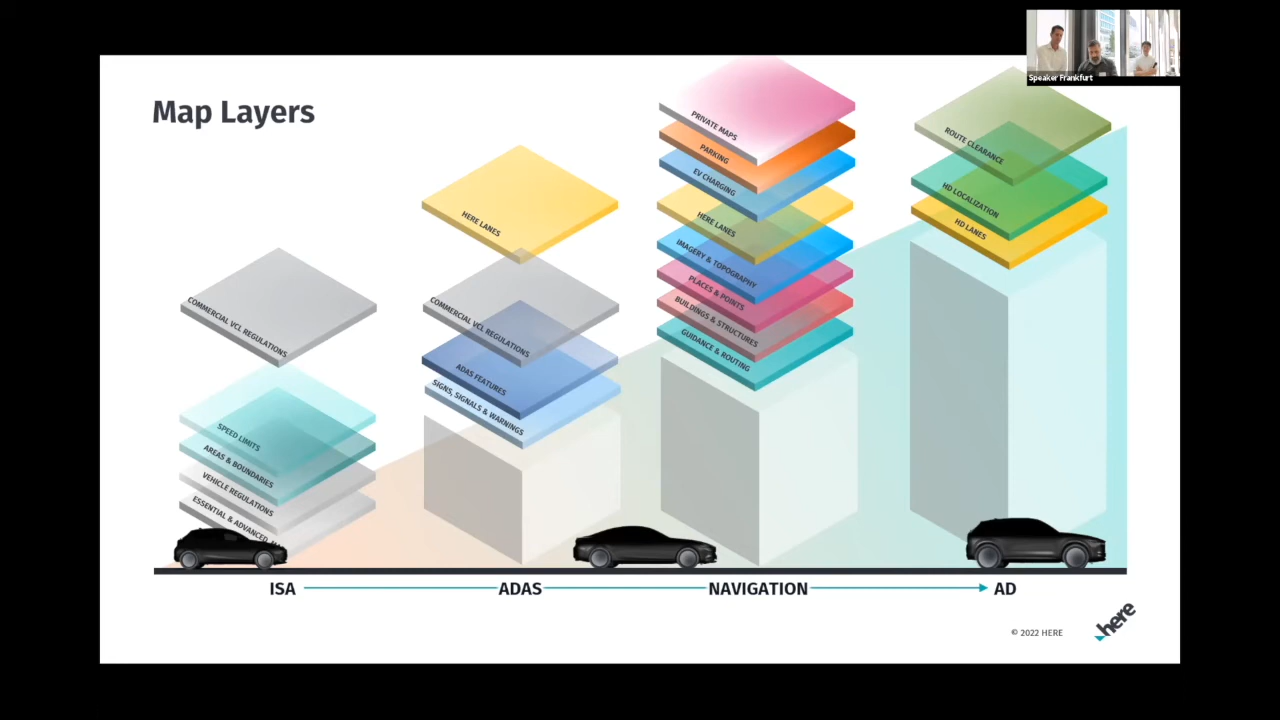 Speaker Frankfurt
Map Layers
COMMERCIAL VCL REGULATIONS
SPEED LIMITS
AREAS & BOUNDARIES
VEHICLE REGULATIONS
ESSENTIAL & ADVANCED
HERE LANES
COMMERCIAL VCL REGULATIONS
ADAS FEATURES
SIGNS, SIGNALS & WARNINGS
PRIVATE MAPS
PARKING
EV CHARGING
HERE LANES
IMAGERY & TOPOGRAPHY
PLACES & POINTS
BUILDINGS & STRUCTURES
GUIDANCE & ROUTING
ROUTE CLEARANCE
HD LOCALIZATION
HD LANES
ISA
ADAS
NAVIGATION
AD
© 2022 HERE
here